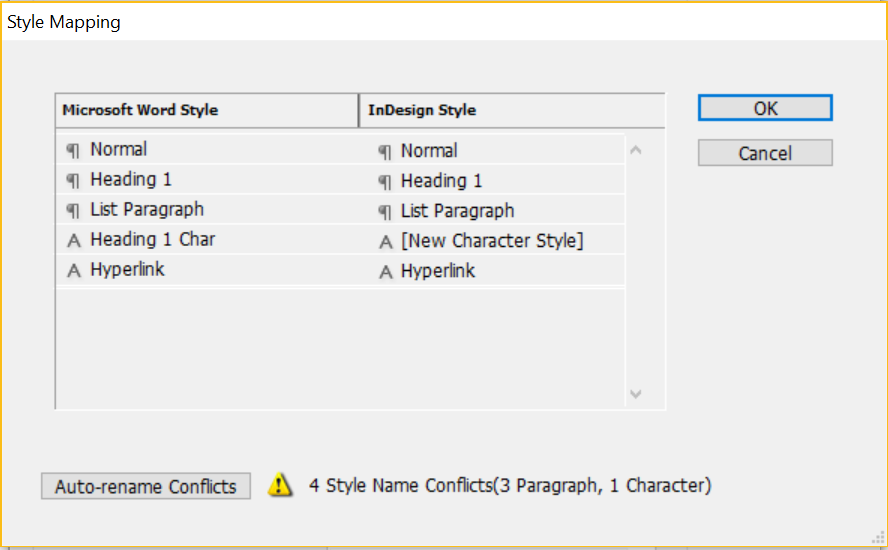 Style Mapping
Microsoft Word Style InDesign Style
Normal Normal
Heading 1 Heading 1
List Paragraph List Paragraph
Heading 1 Char [New Character Style]
Hyperlink Hyperlink
OK
Cancel
Auto-rename Conflicts 4 Style Name Conflicts(3 Paragraph, 1 Character)